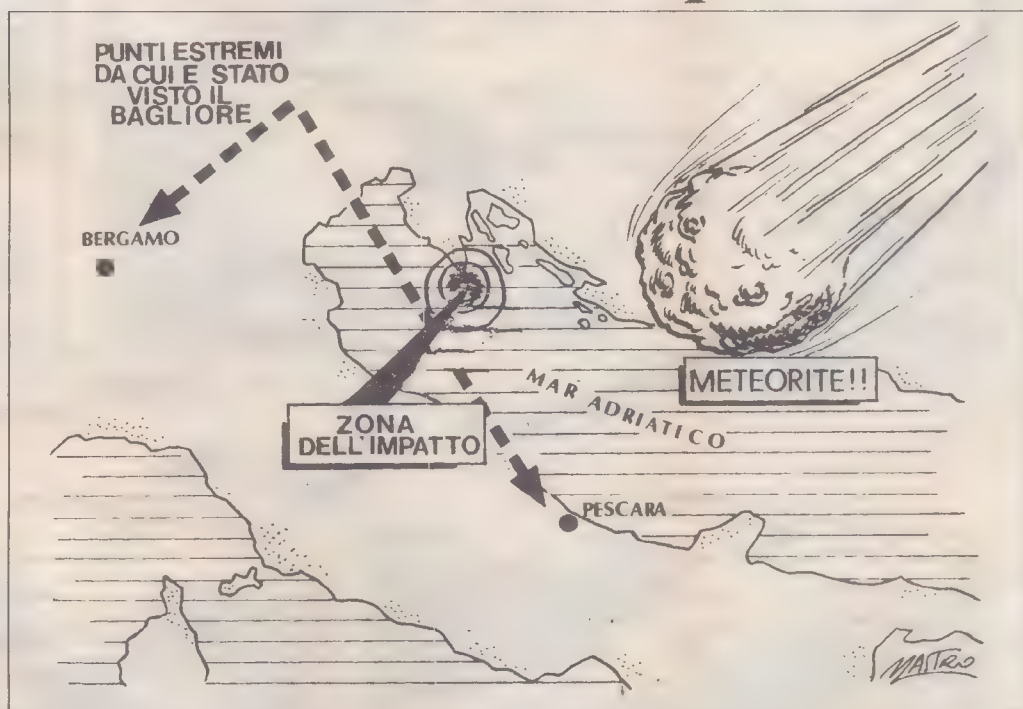 PUNTI ESTREMI
DA CUI E STATO
VISTO IL
BAGLIORE
BERGAMO
METEORITE!!
MAR ADRIATICO
ZONA
DELL'IMPATTO
PESCARA
MASTRO